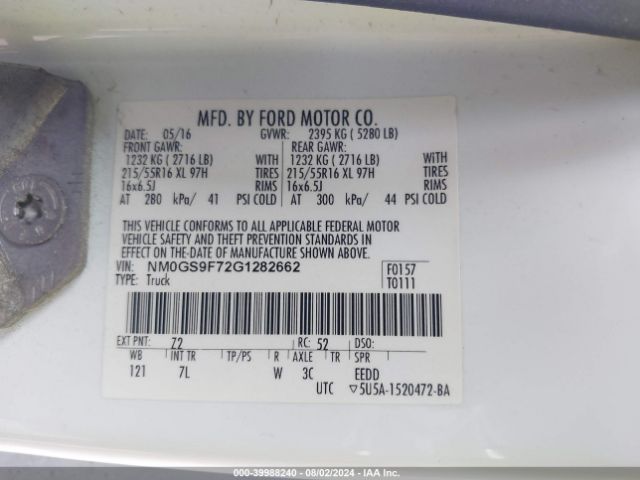 MFD. BY FORD MOTOR CO.
DATE: 05/16 GVWR: 2395 KG ( 5280 LB)
FRONT GAWR: REAR GAWR:
1232 KG ( 2716 LB) WITH 1232 KG ( 2716 LB) WITH
215/55R16 XL 97H TIRES 215/55R16 XL 97H TIRES
16x6.5J RIMS 16x6.5J RIMS
AT 280 kPa/ 41 PSI COLD AT 300 kPa/ 44 PSI COLD
THIS VEHICLE CONFORMS TO ALL APPLICABLE FEDERAL MOTOR
VEHICLE SAFETY AND THEFT PREVENTION STANDARDS IN
EFFECT ON THE-DATE OF MANUFACTURE SHOWN ABOVE.
VIN: NM0GS9F72G1282662 F0157
TYPE: Truck T0111
EXT PNT: Z2 RC: 52 DSO:
WB INT TR TP/PS R AXLE TR SPR
121 7L W 3C EEDD
UTC ▽5U5A-1520472-BA
000-39988240 - 08/02/2024 - IAA Inc.